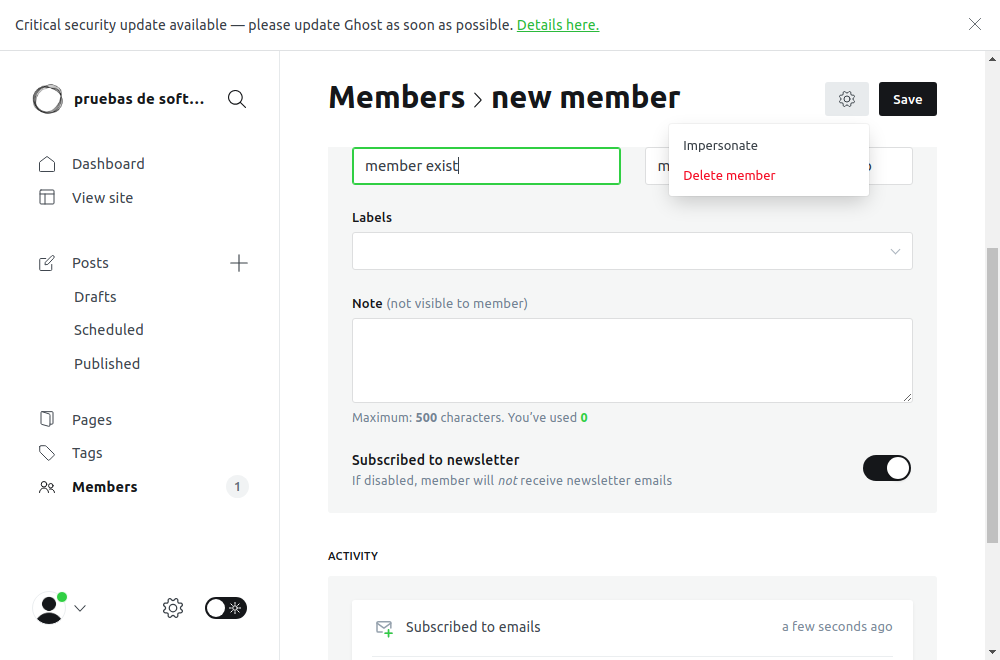 Critical security update available — please update Ghost as soon as possible. Details here.
pruebas de soft...
Dashboard
View site
Posts
Drafts
Scheduled
Published
Pages
Tags
Members
1
Members > new member
Save
Impersonate
Delete member
member exist
m
Labels
Note (not visible to member)
Maximum: 500 characters. You've used 0
Subscribed to newsletter
If disabled, member will not receive newsletter emails
ACTIVITY
Subscribed to emails
a few seconds ago